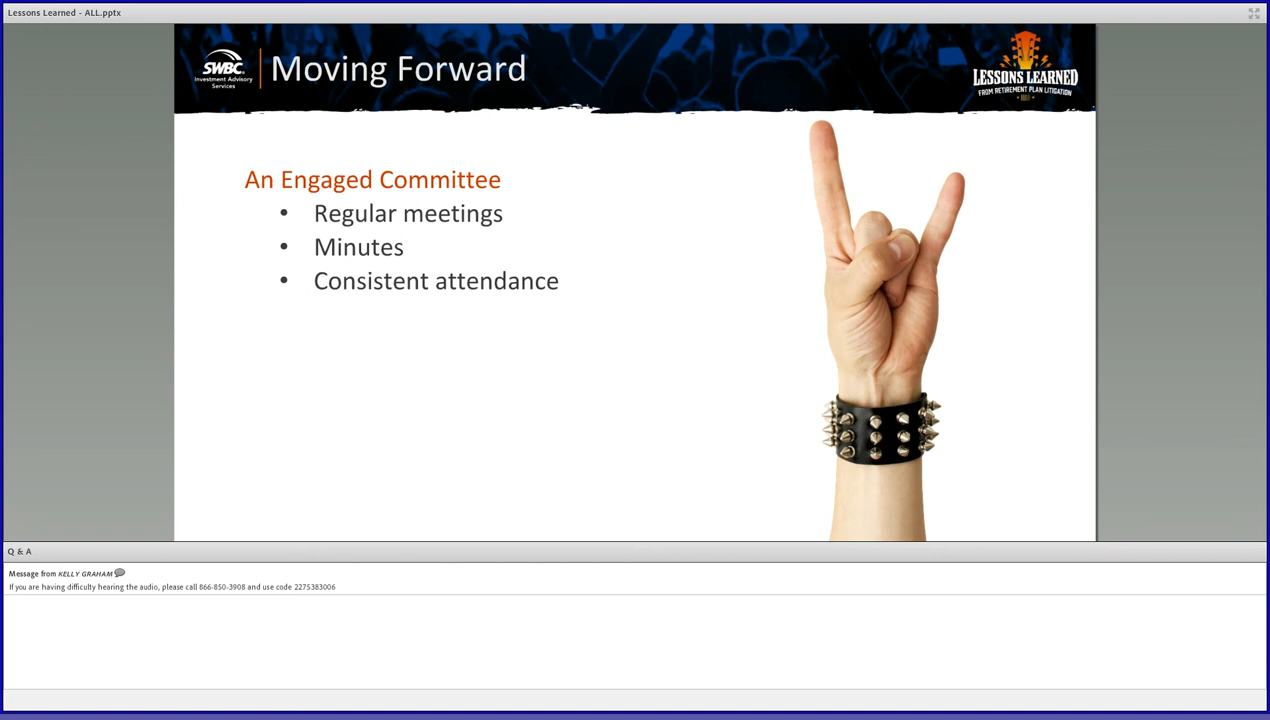 Lessons Learned - ALL.pptx
SWBC
Investment Advisory
Services
Moving Forward
LESSONS LEARNED
FROM RETIREMENT PLAN LITIGATION
An Engaged Committee
• Regular meetings
• Minutes
• Consistent attendance
Q & A
Message from KELLY GRAHAM
If you are having difficulty hearing the audio, please call 866-850-3908 and use code 2275383006